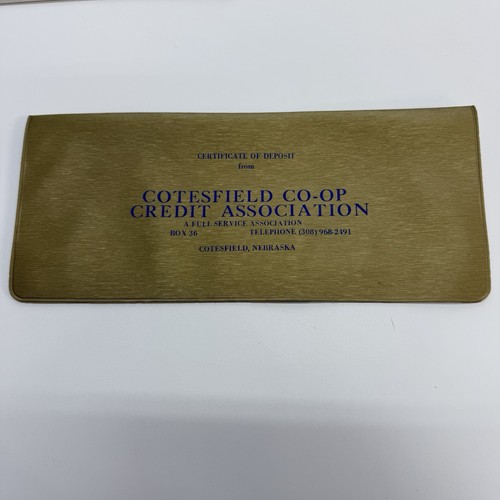 CERTIFICATE OF DEPOSIT
from
COTESFIELD CO-OP
CREDIT ASSOCIATION
A FULL SERVICE ASSOCIATION
BOX 36 TELEPHONE (308) 968-2491
COTESFIELD, NEBRASKA